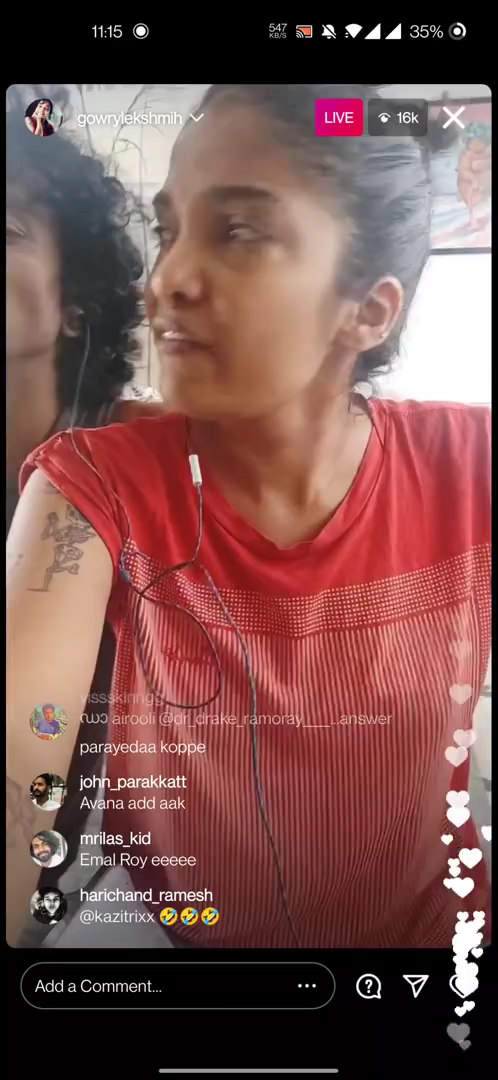 11:15
547
KB/S
35%
gowrylekshmih
LIVE
16k
vissskinngg
ഡാ airooli @dr_drake_ramoray___..answer
parayedaa koppe
john_parakkatt
Avana add aak
mrilas_kid
Emal Roy eeeee
harichand_ramesh
@kazitrixx 🤣🤣🤣
Add a Comment...